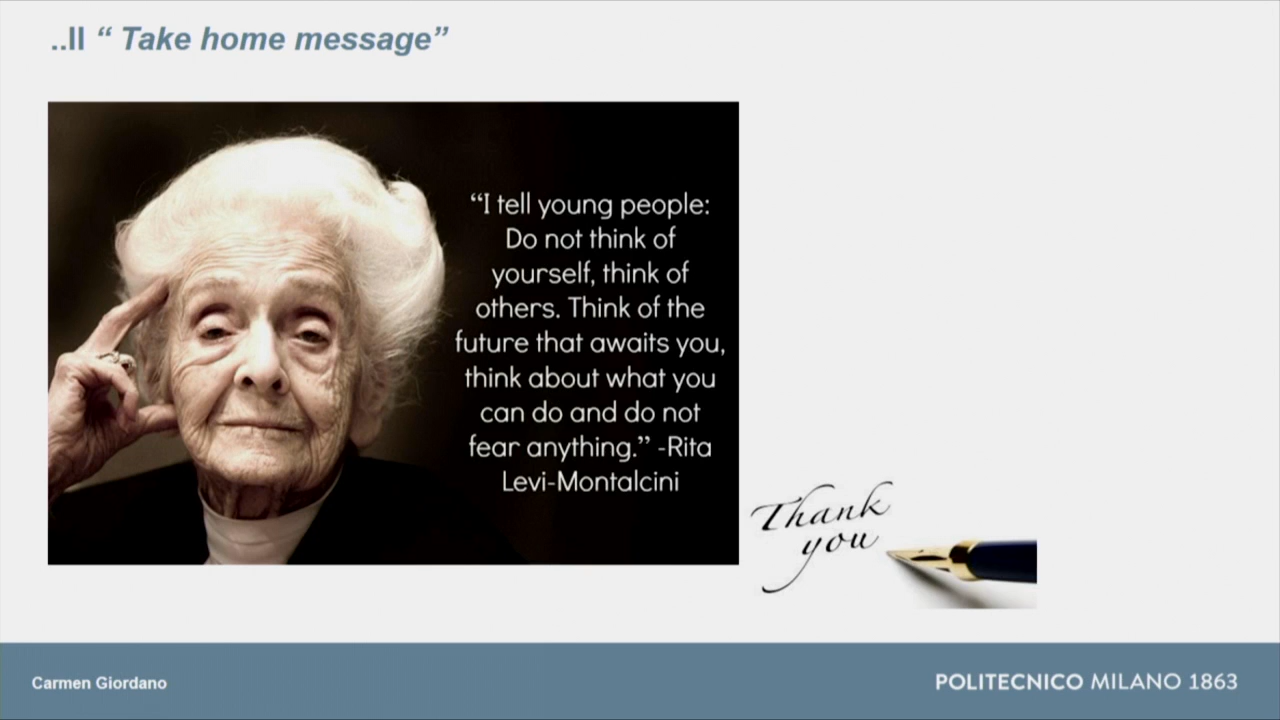 ..Il “ Take home message”
“I tell young people:
Do not think of
yourself, think of
others. Think of the
future that awaits you,
think about what you
can do and do not
fear anything.” -Rita
Levi-Montalcini
Thank
you
Carmen Giordano
POLITECNICO MILANO 1863